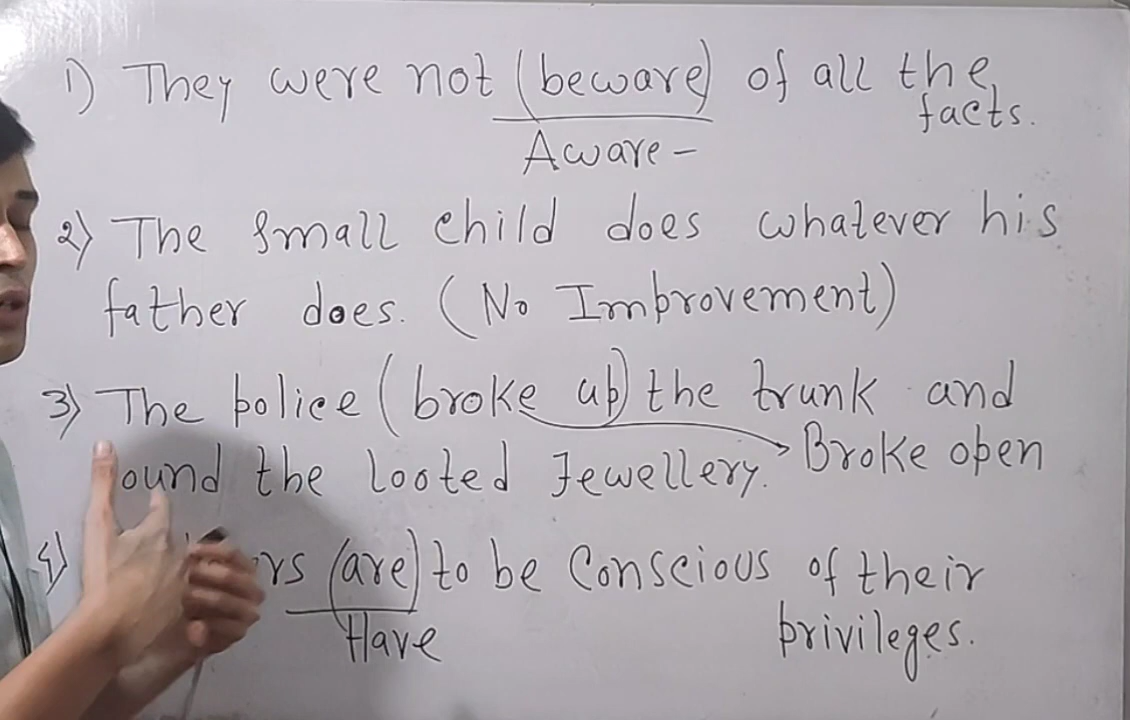 1) They were not (beware) of all the
facts.
Aware –
2) The small child does whatever his
father does. (No Improvement)
3) The police (broke up) the trunk and
ound the looted Jewellery. → Broke open
4) rs (are) to be Conscious of their
Have privileges.